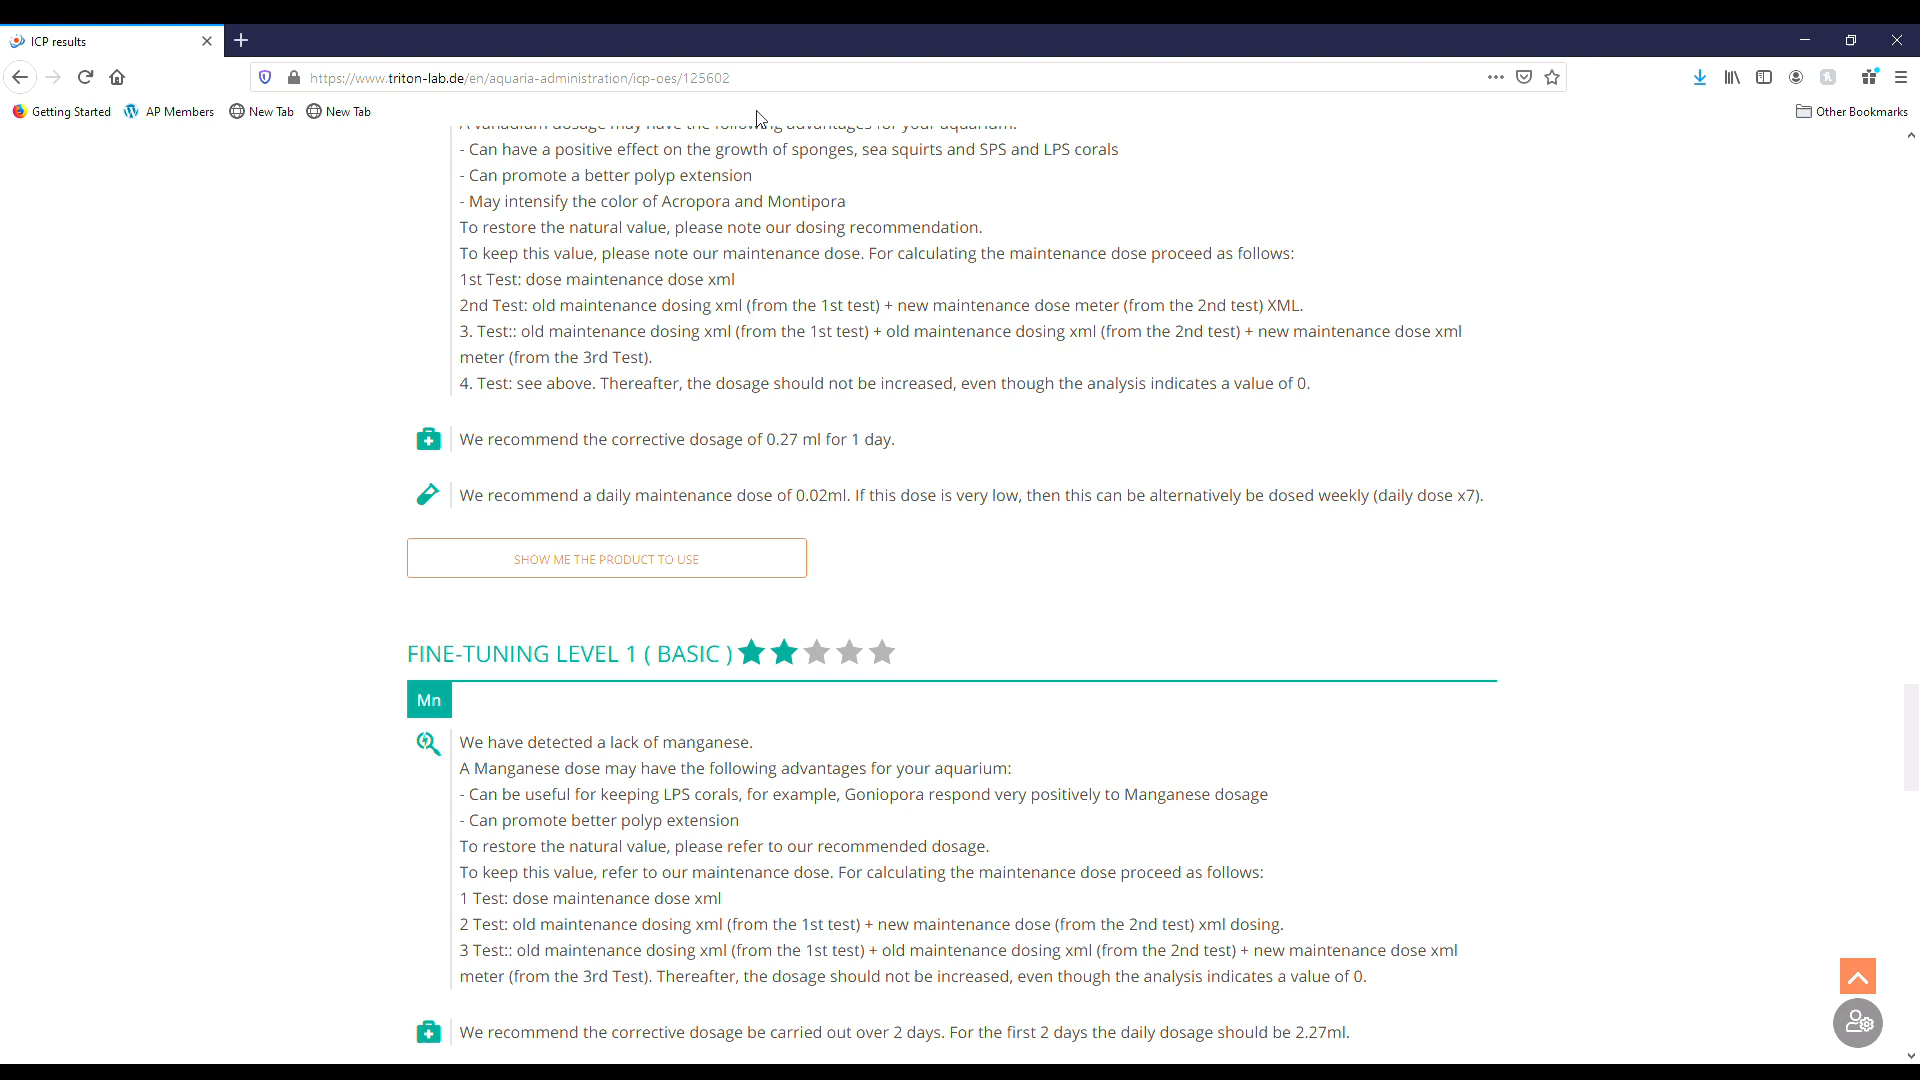 ICP results
https://www.triton-lab.de/en/aquaria-administration/icp-oes/125602
Getting Started
AP Members
New Tab
New Tab
Other Bookmarks
A vanadium dosage may have the following advantages for your aquarium:
- Can have a positive effect on the growth of sponges, sea squirts and SPS and LPS corals
- Can promote a better polyp extension
- May intensify the color of Acropora and Montipora
To restore the natural value, please note our dosing recommendation.
To keep this value, please note our maintenance dose. For calculating the maintenance dose proceed as follows:
1st Test: dose maintenance dose xml
2nd Test: old maintenance dosing xml (from the 1st test) + new maintenance dose meter (from the 2nd test) XML.
3. Test:: old maintenance dosing xml (from the 1st test) + old maintenance dosing xml (from the 2nd test) + new maintenance dose xml
meter (from the 3rd Test).
4. Test: see above. Thereafter, the dosage should not be increased, even though the analysis indicates a value of 0.
We recommend the corrective dosage of 0.27 ml for 1 day.
We recommend a daily maintenance dose of 0.02ml. If this dose is very low, then this can be alternatively be dosed weekly (daily dose x7).
SHOW ME THE PRODUCT TO USE
FINE-TUNING LEVEL 1 ( BASIC )
Mn
We have detected a lack of manganese.
A Manganese dose may have the following advantages for your aquarium:
- Can be useful for keeping LPS corals, for example, Goniopora respond very positively to Manganese dosage
- Can promote better polyp extension
To restore the natural value, please refer to our recommended dosage.
To keep this value, refer to our maintenance dose. For calculating the maintenance dose proceed as follows:
1 Test: dose maintenance dose xml
2 Test: old maintenance dosing xml (from the 1st test) + new maintenance dose (from the 2nd test) xml dosing.
3 Test:: old maintenance dosing xml (from the 1st test) + old maintenance dosing xml (from the 2nd test) + new maintenance dose xml
meter (from the 3rd Test). Thereafter, the dosage should not be increased, even though the analysis indicates a value of 0.
We recommend the corrective dosage be carried out over 2 days. For the first 2 days the daily dosage should be 2.27ml.